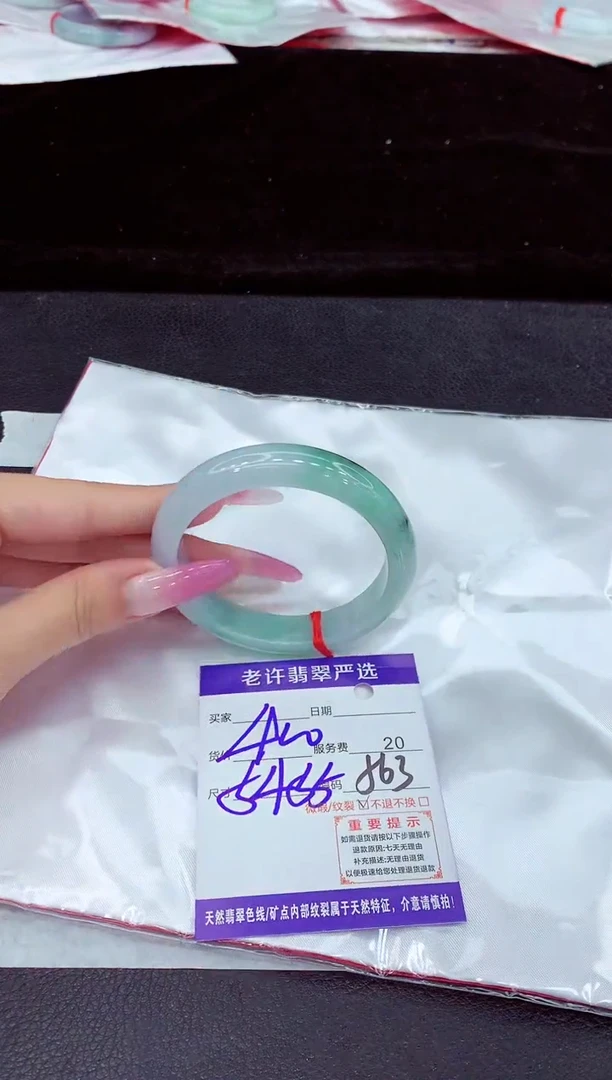 老许翡翠严选
买家 日期
货 服务费 20
尺 码 863
微瑕/纹裂☑不退不换☐
重要提示
如需退货请按以下步骤操作
退款原因:七天无理由
补充描述:无理由退货
以便极速给您处理退货退款
天然翡翠色线/矿点内部纹裂属于天然特征，介意请慎拍!